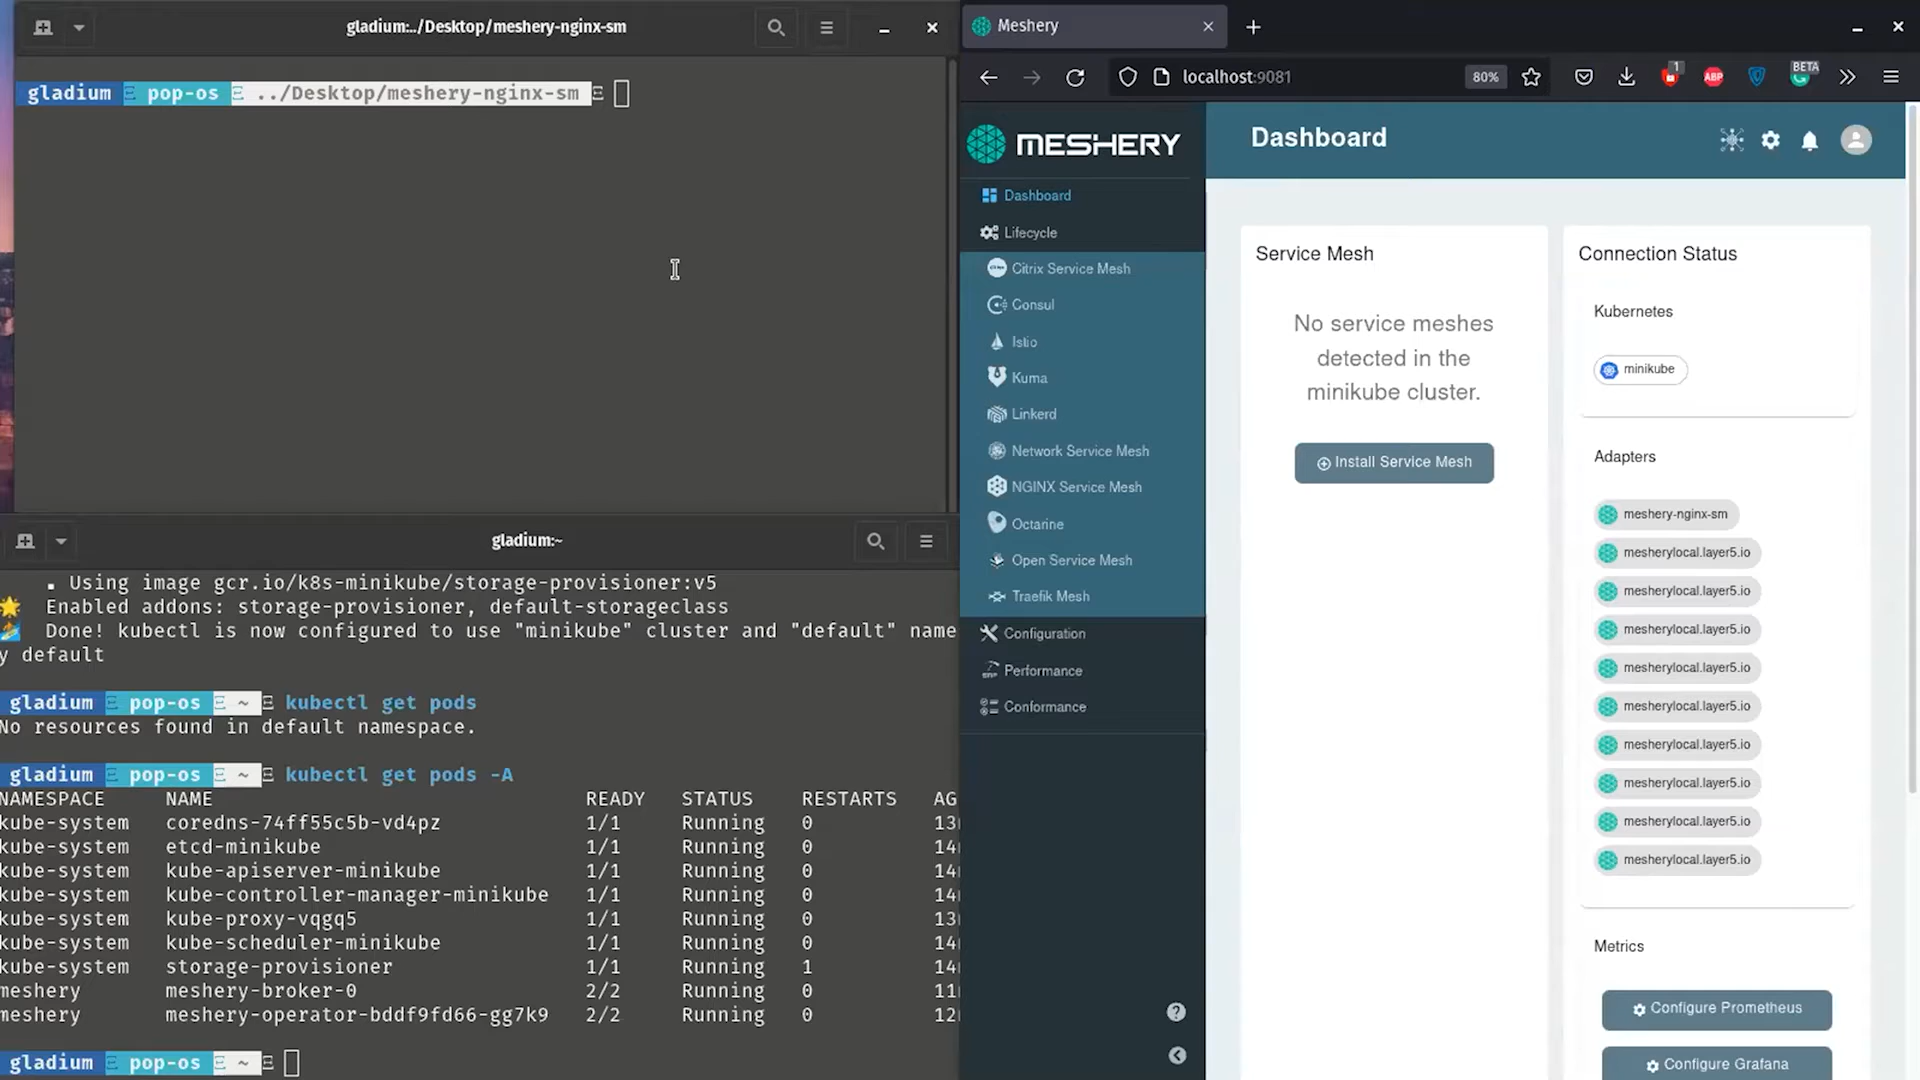 gladium:../Desktop/meshery-nginx-sm
gladium pop-os ../Desktop/meshery-nginx-sm
gladium:~
▪ Using image gcr.io/k8s-minikube/storage-provisioner:v5
Enabled addons: storage-provisioner, default-storageclass
Done! kubectl is now configured to use "minikube" cluster and "default" name
y default
gladium pop-os ~ kubectl get pods
No resources found in default namespace.
gladium pop-os ~ kubectl get pods -A
NAMESPACE NAME READY STATUS RESTARTS AG
kube-system coredns-74ff55c5b-vd4pz 1/1 Running 0 13
kube-system etcd-minikube 1/1 Running 0 14
kube-system kube-apiserver-minikube 1/1 Running 0 14
kube-system kube-controller-manager-minikube 1/1 Running 0 14
kube-system kube-proxy-vqgq5 1/1 Running 0 13
kube-system kube-scheduler-minikube 1/1 Running 0 14
kube-system storage-provisioner 1/1 Running 1 14
meshery meshery-broker-0 2/2 Running 0 11
meshery meshery-operator-bddf9fd66-gg7k9 2/2 Running 0 12
gladium pop-os ~
Meshery
localhost:9081
80%
1
ABP
BETA
MESHERY
Dashboard
Lifecycle
Citrix Service Mesh
Consul
Istio
Kuma
Linkerd
Network Service Mesh
NGINX Service Mesh
Octarine
Open Service Mesh
Traefik Mesh
Configuration
Performance
Conformance
Dashboard
Service Mesh
No service meshes
detected in the
minikube cluster.
Install Service Mesh
Connection Status
Kubernetes
minikube
Adapters
meshery-nginx-sm
mesherylocal.layer5.io
mesherylocal.layer5.io
mesherylocal.layer5.io
mesherylocal.layer5.io
mesherylocal.layer5.io
mesherylocal.layer5.io
mesherylocal.layer5.io
mesherylocal.layer5.io
mesherylocal.layer5.io
Metrics
Configure Prometheus
Configure Grafana